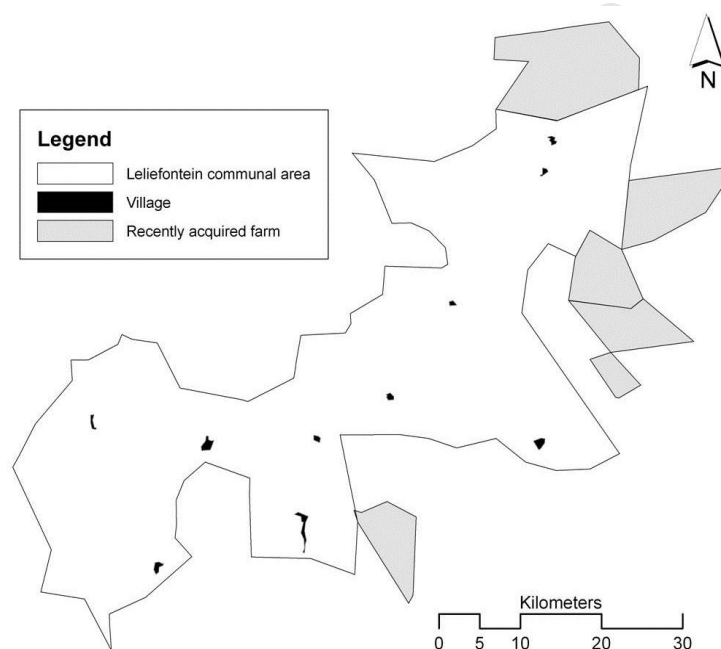 N
Legend
Leliefontein communal area
Village
Recently acquired farm
Kilometers
0 5 10 20 30